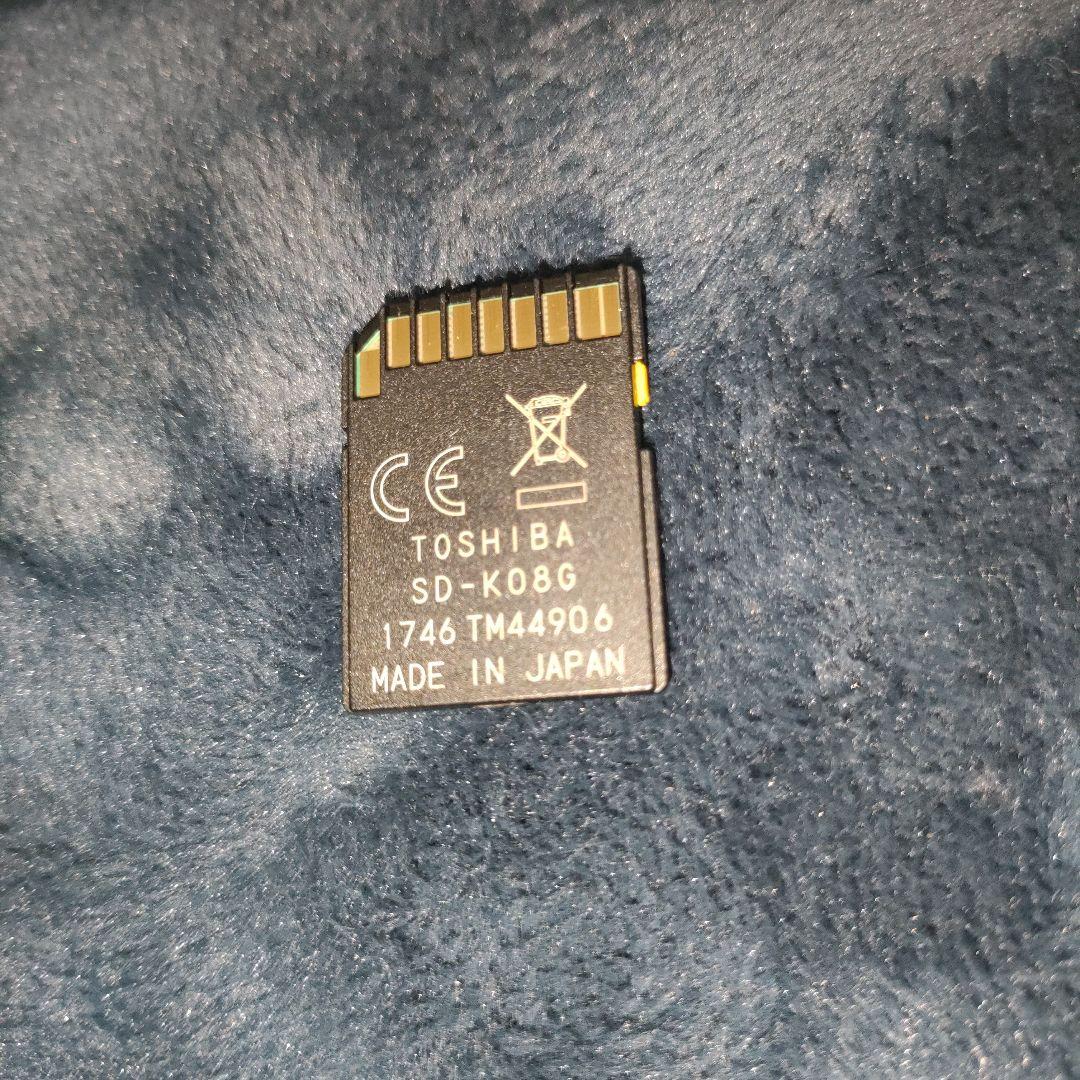 CE
TOSHIBA
SD-K08G
1746 TM44906
MADE IN JAPAN